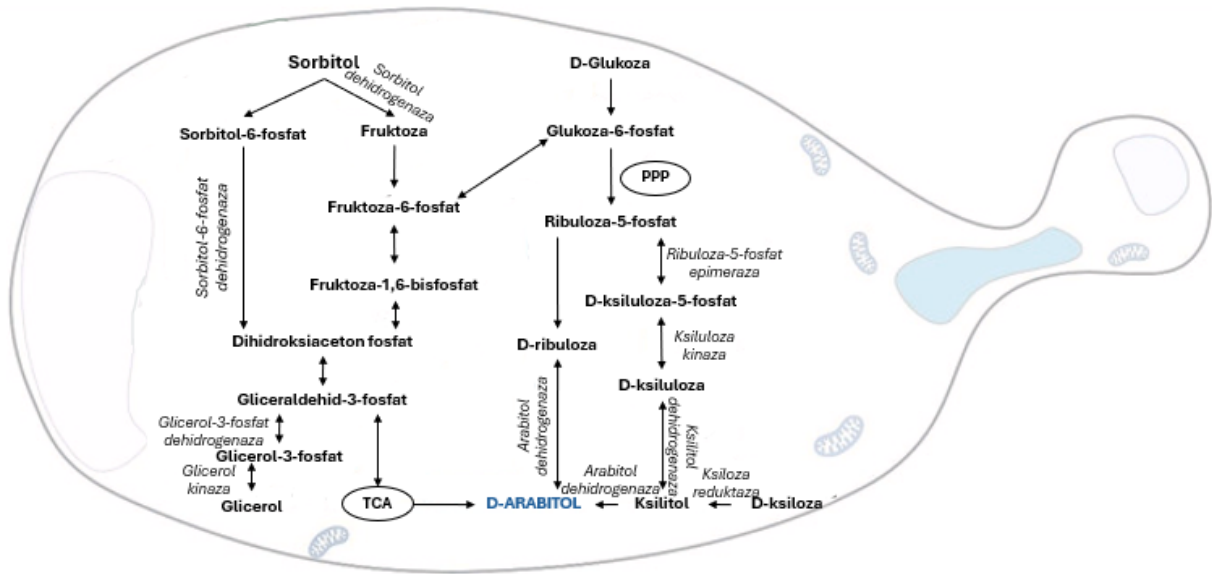 Sorbitol
Sorbitol
dehidrogenaza
D-Glukoza
Sorbitol-6-fosfat
Fruktoza
Glukoza-6-fosfat
PPP
Sorbitol-6-fosfat
dehidrogenaza
Fruktoza-6-fosfat
Ribuloza-5-fosfat
Ribuloza-5-fosfat
epimeraza
Fruktoza-1,6-bisfosfat
D-ksiluloza-5-fosfat
Dihidroksiaceton fosfat
D-ribuloza
Ksiluloza
kinaza
D-ksiluloza
Gliceraldehid-3-fosfat
Glicerol-3-fosfat
dehidrogenaza
Glicerol-3-fosfat
Arabitol
dehidrogenaza
Ksilitol
dehidrogenaza
Glicerol
kinaza
Arabitol
dehidrogenaza
Ksiloza
reduktaza
Glicerol
TCA
D-ARABITOL
Ksilitol
D-ksiloza